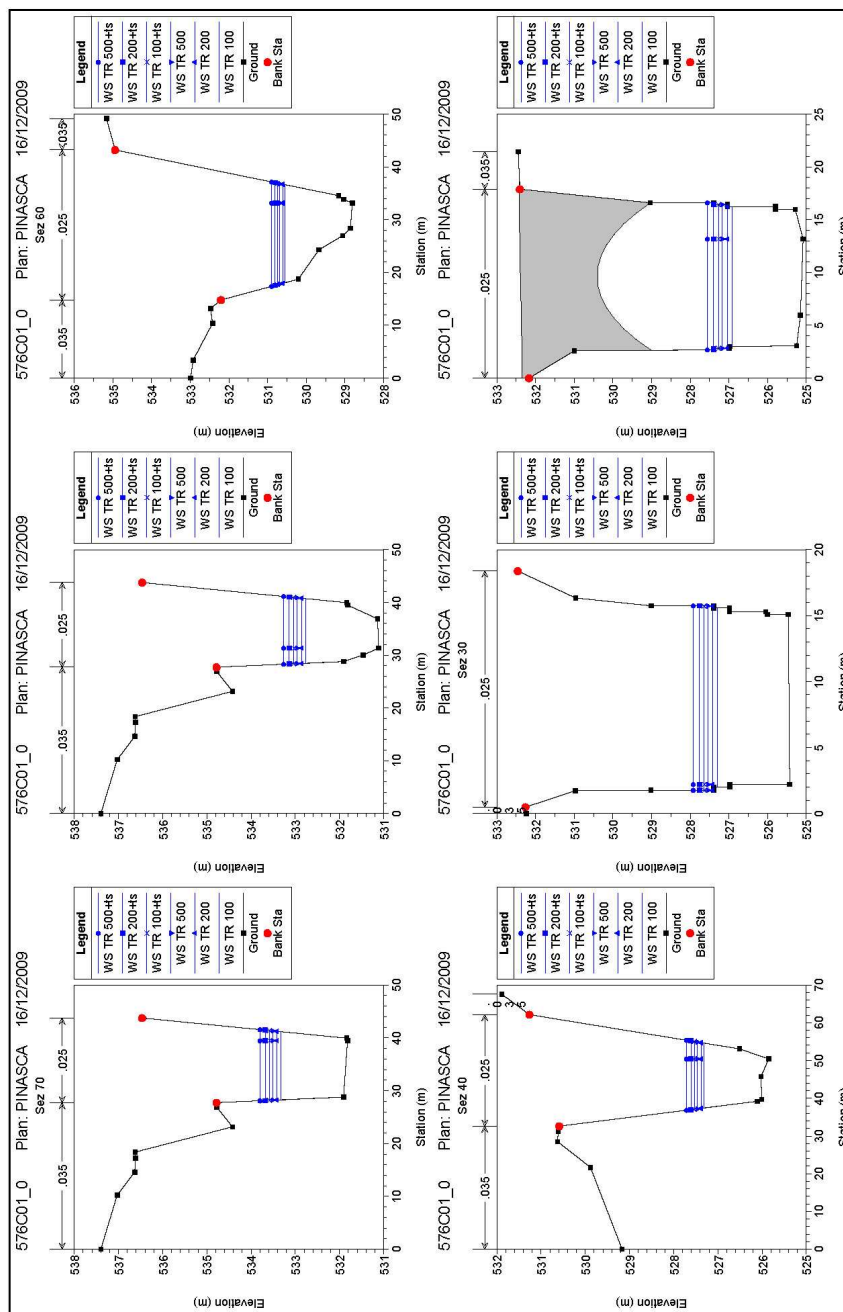 576C01_0 Plan: PINASCA 16/12/2009
Sez 70
.035
.025
538
537
536
535
534
533
532
531
0
10
20
30
40
50
Station (m)
Elevation (m)
Legend
WS TR 500+ts
WS TR 200+ts
WS TR 100+ts
WS TR 500
WS TR 200
WS TR 100
Ground
Bank Sta
576C01_0 Plan: PINASCA 16/12/2009
.035
.025
538
537
536
535
534
533
532
531
0
10
20
30
40
50
Station (m)
Elevation (m)
Legend
WS TR 500+ts
WS TR 200+ts
WS TR 100+ts
WS TR 500
WS TR 200
WS TR 100
Ground
Bank Sta
576C01_0 Plan: PINASCA 16/12/2009
Sez 60
.035
.025
.035
536
535
534
533
532
531
530
529
528
0
10
20
30
40
50
Station (m)
Elevation (m)
Legend
WS TR 500+ts
WS TR 200+ts
WS TR 100+ts
WS TR 500
WS TR 200
WS TR 100
Ground
Bank Sta
576C01_0 Plan: PINASCA 16/12/2009
Sez 40
.035
.025
.035
532
531
530
529
528
527
526
525
0
10
20
30
40
50
60
70
Station (m)
Elevation (m)
Legend
WS TR 500+ts
WS TR 200+ts
WS TR 100+ts
WS TR 500
WS TR 200
WS TR 100
Ground
Bank Sta
576C01_0 Plan: PINASCA 16/12/2009
Sez 30
.035
.025
533
532
531
530
529
528
527
526
525
0
5
10
15
20
Station (m)
Elevation (m)
Legend
WS TR 500+ts
WS TR 200+ts
WS TR 100+ts
WS TR 500
WS TR 200
WS TR 100
Ground
Bank Sta
576C01_0 Plan: PINASCA 16/12/2009
.025
.035
533
532
531
530
529
528
527
526
525
0
5
10
15
20
25
Station (m)
Elevation (m)
Legend
WS TR 500+ts
WS TR 200+ts
WS TR 100+ts
WS TR 500
WS TR 200
WS TR 100
Ground
Bank Sta